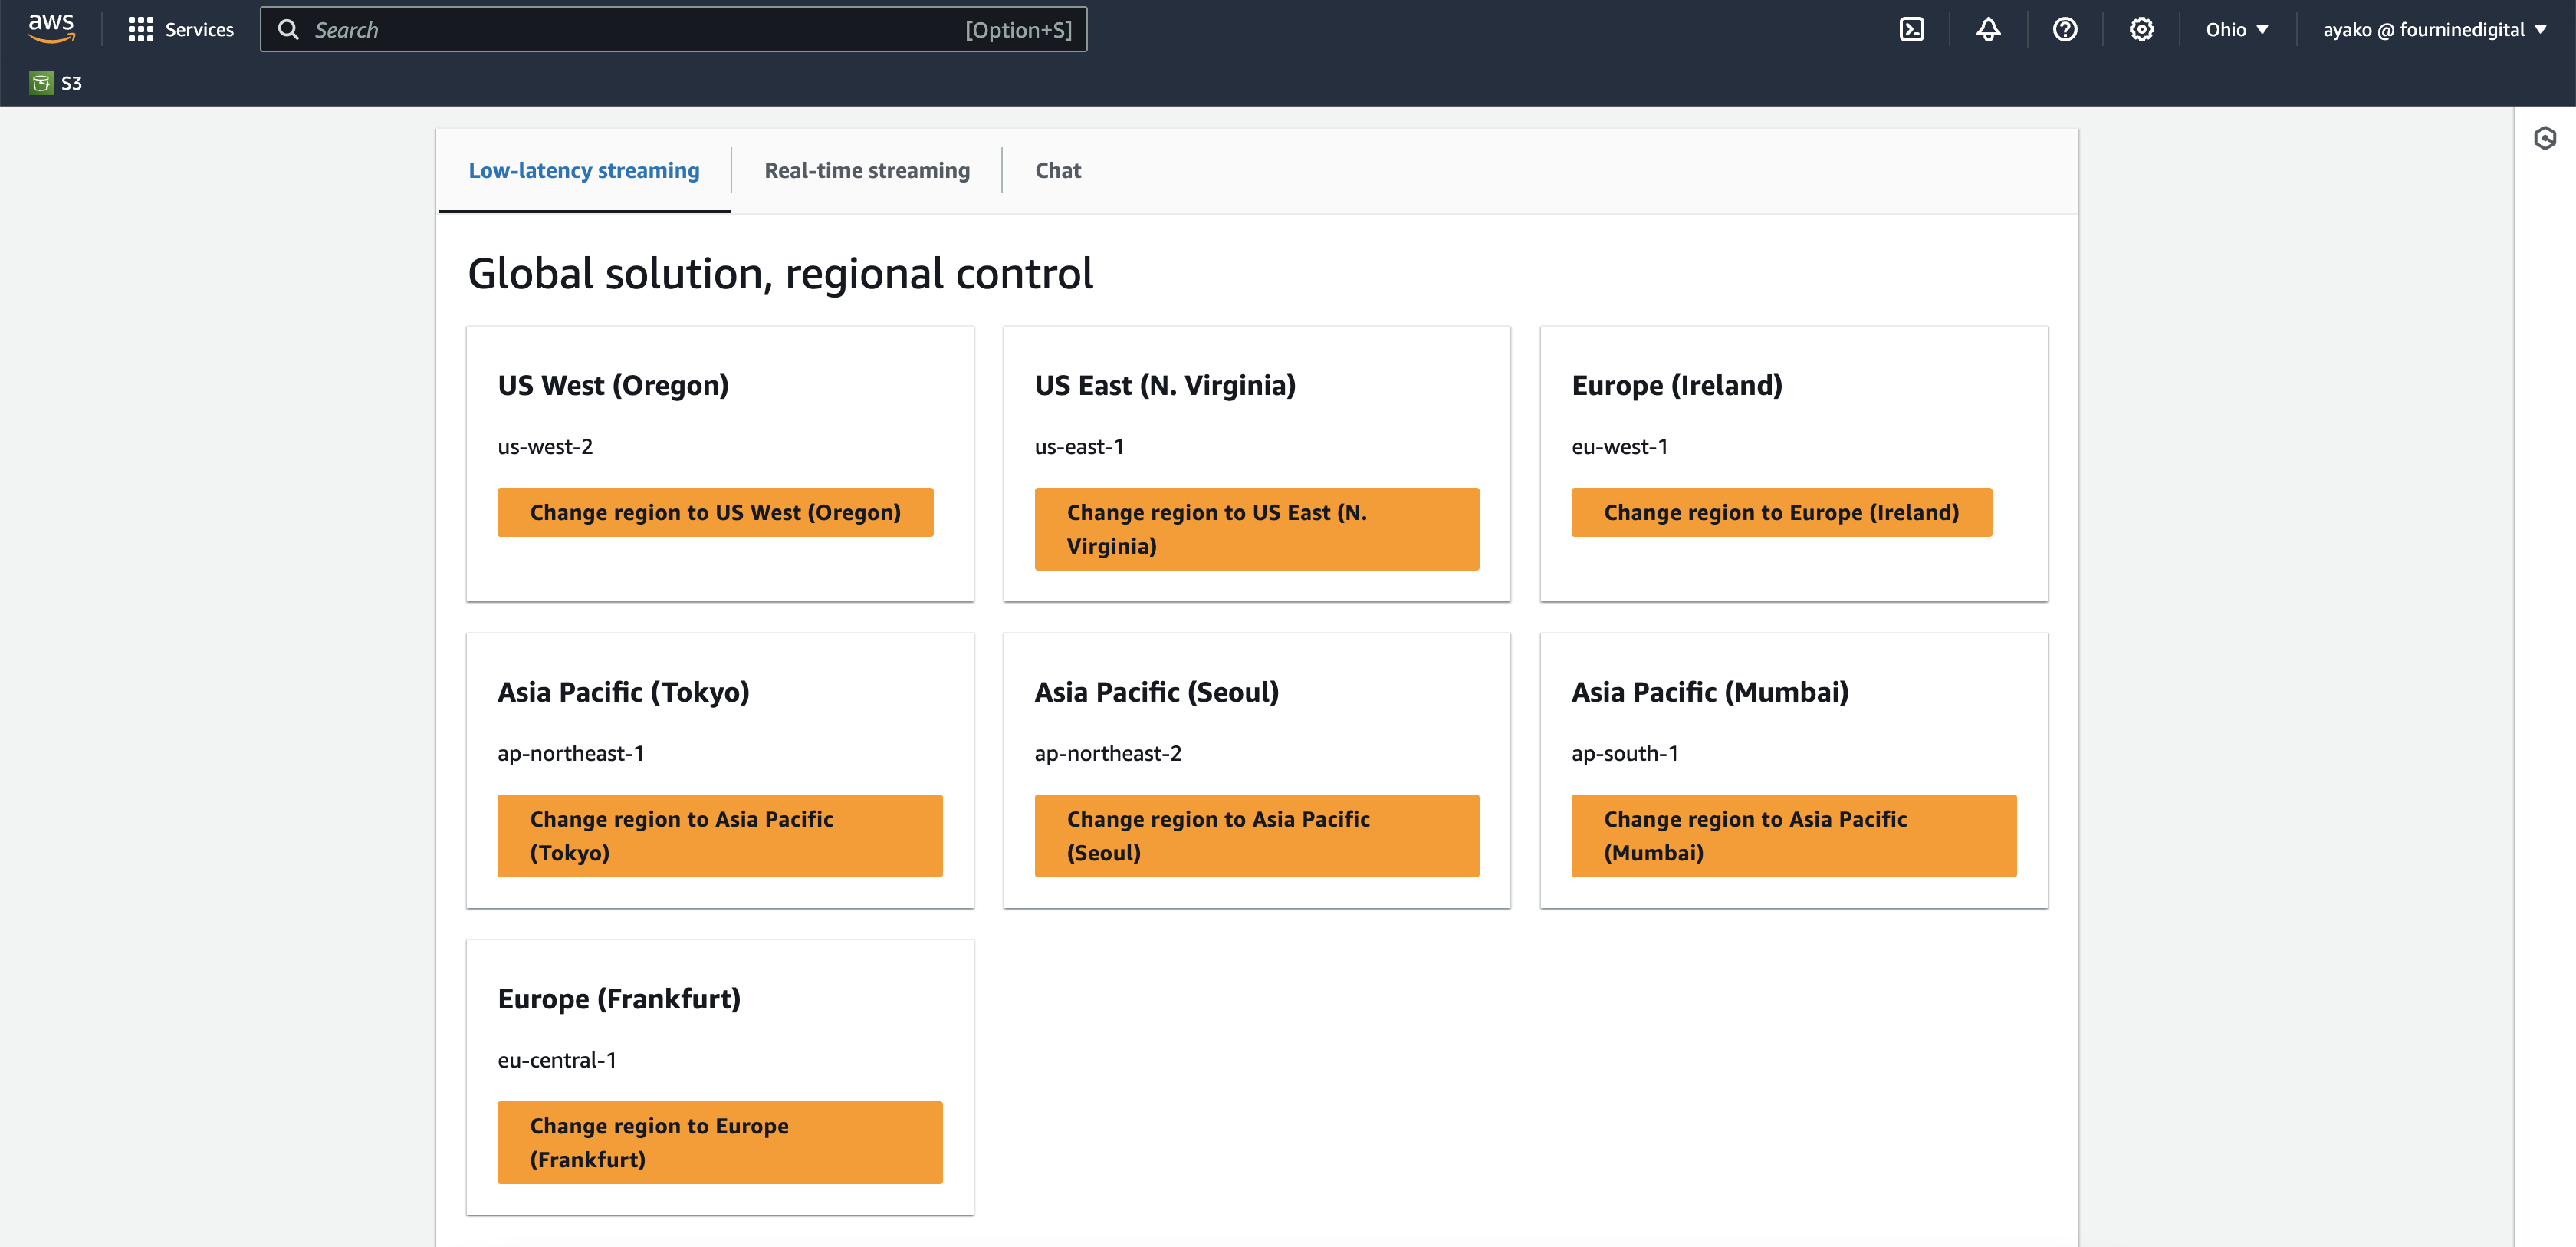 aws
Services
Search
[Option+S]
Ohio
ayako @ fourninedigital
S3
Low-latency streaming
Real-time streaming
Chat
Global solution, regional control
US West (Oregon)
us-west-2
Change region to US West (Oregon)
US East (N. Virginia)
us-east-1
Change region to US East (N.
Virginia)
Europe (Ireland)
eu-west-1
Change region to Europe (Ireland)
Asia Pacific (Tokyo)
ap-northeast-1
Change region to Asia Pacific
(Tokyo)
Asia Pacific (Seoul)
ap-northeast-2
Change region to Asia Pacific
(Seoul)
Asia Pacific (Mumbai)
ap-south-1
Change region to Asia Pacific
(Mumbai)
Europe (Frankfurt)
eu-central-1
Change region to Europe
(Frankfurt)